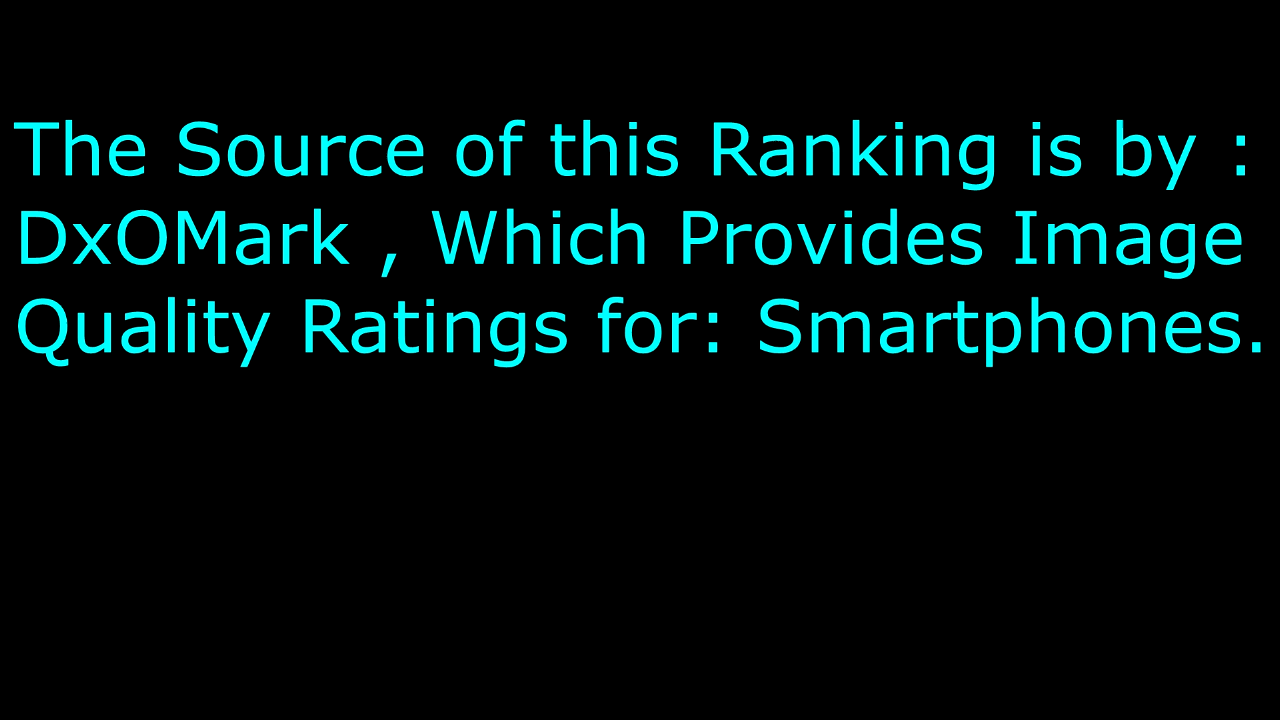 The Source of this Ranking is by :
DxOMark , Which Provides Image
Quality Ratings for: Smartphones.